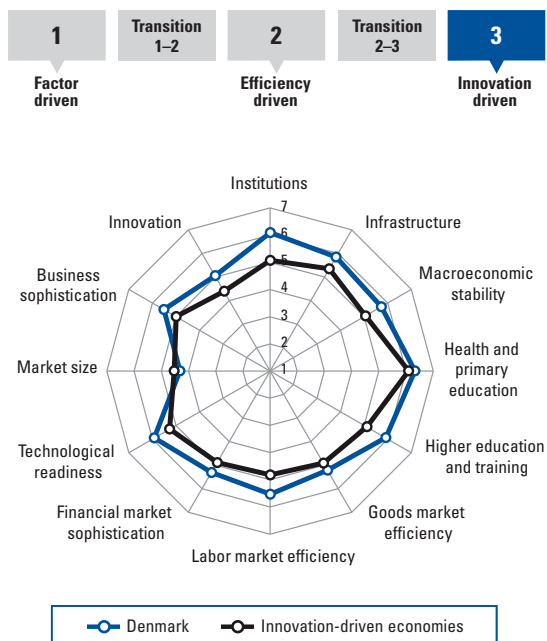 1
Transition
1–2
2
Transition
2–3
3
Factor
driven
Efficiency
driven
Innovation
driven
Institutions
7
Innovation
6
Infrastructure
Business
sophistication
5
Macroeconomic
stability
4
3
2
Market size
1
Health and
primary
education
Technological
readiness
Higher education
and training
Financial market
sophistication
Goods market
efficiency
Labor market efficiency
Denmark
Innovation-driven economies